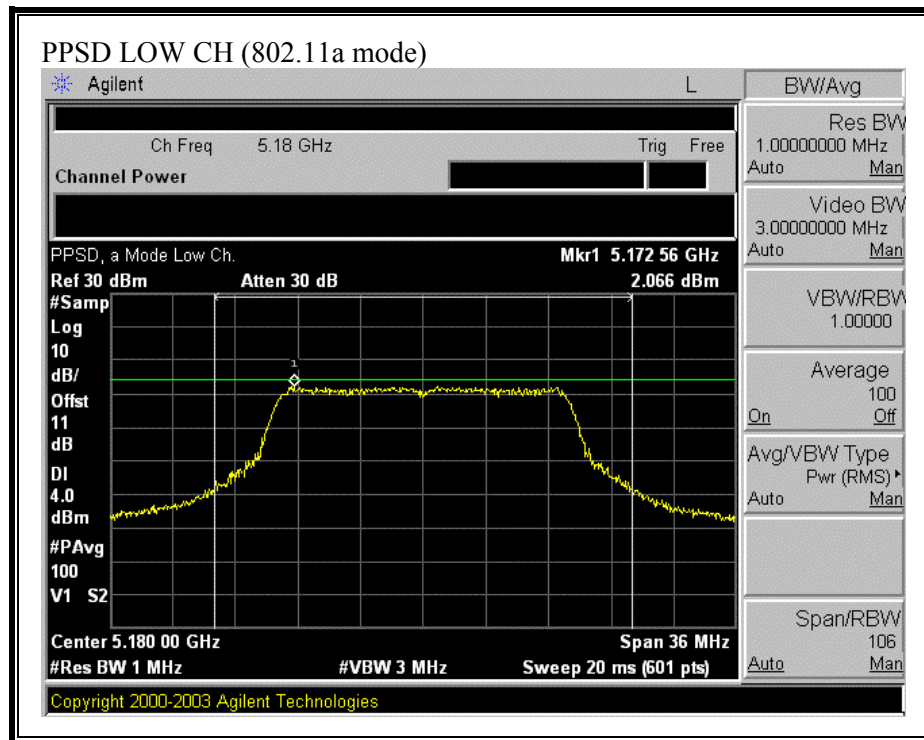 PPSD LOW CH (802.11a mode)
Agilent L BW/Avg
Ch Freq 5.18 GHz Trig Free
Channel Power
Res BW
1.00000000 MHz
Auto Man
Video BW
3.00000000 MHz
Auto Man
PPSD, a Mode Low Ch. Mkr1 5.172 56 GHz
Ref 30 dBm Atten 30 dB 2.066 dBm
#Samp
Log
10
dB/
Offst
11
dB
DI
4.0
dBm
#PAvg
100
V1 S2
1
VBW/RBW
1.00000
Average
100
On Off
Avg/VBW Type
Pwr (RMS)
Auto Man
Span/RBW
106
Auto Man
Center 5.180 00 GHz Span 36 MHz
#Res BW 1 MHz #VBW 3 MHz Sweep 20 ms (601 pts)
Copyright 2000-2003 Agilent Technologies